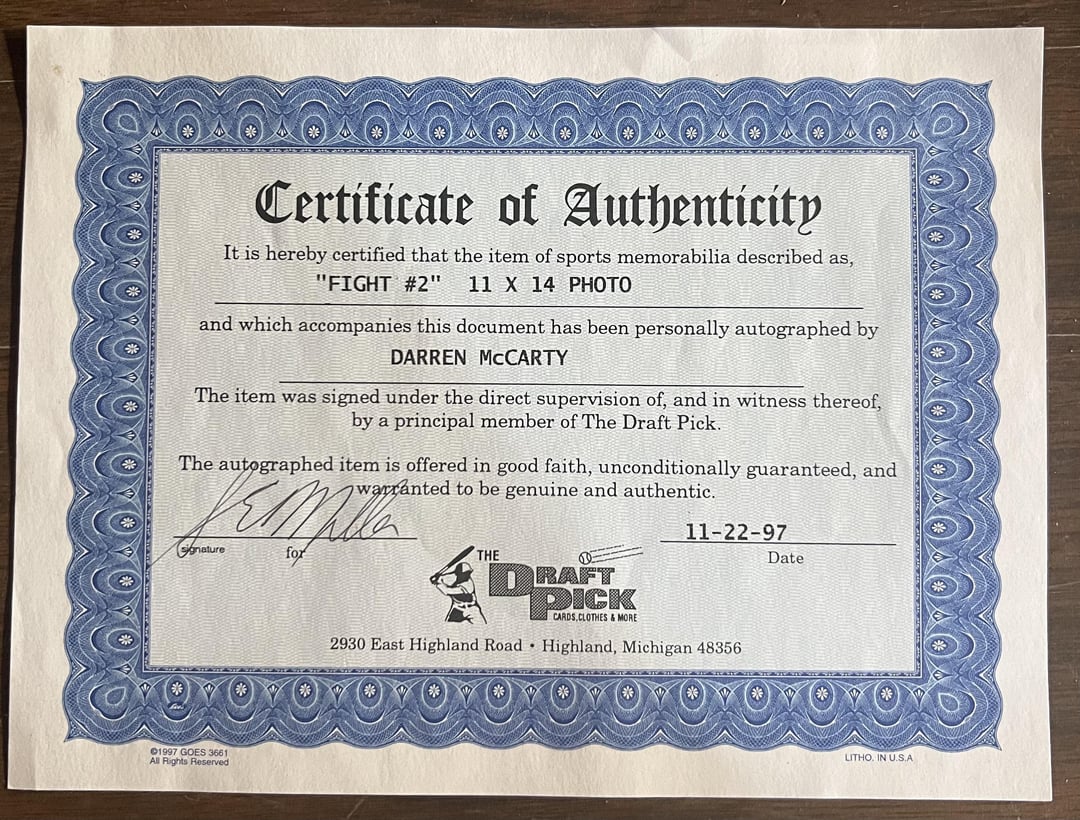 Certificate of Authenticity
It is hereby certified that the item of sports memorabilia described as,
"FIGHT #2" 11 X 14 PHOTO
and which accompanies this document has been personally autographed by
DARREN McCARTY
The item was signed under the direct supervision of, and in witness thereof,
by a principal member of The Draft Pick.
The autographed item is offered in good faith, unconditionally guaranteed, and
warranted to be genuine and authentic.
11-22-97
signature for
Date
THE
DRAFT
PICK
CARDS, CLOTHES & MORE
2930 East Highland Road • Highland, Michigan 48356
©1997 GOES 3661
All Rights Reserved
LITHO. IN U.S.A